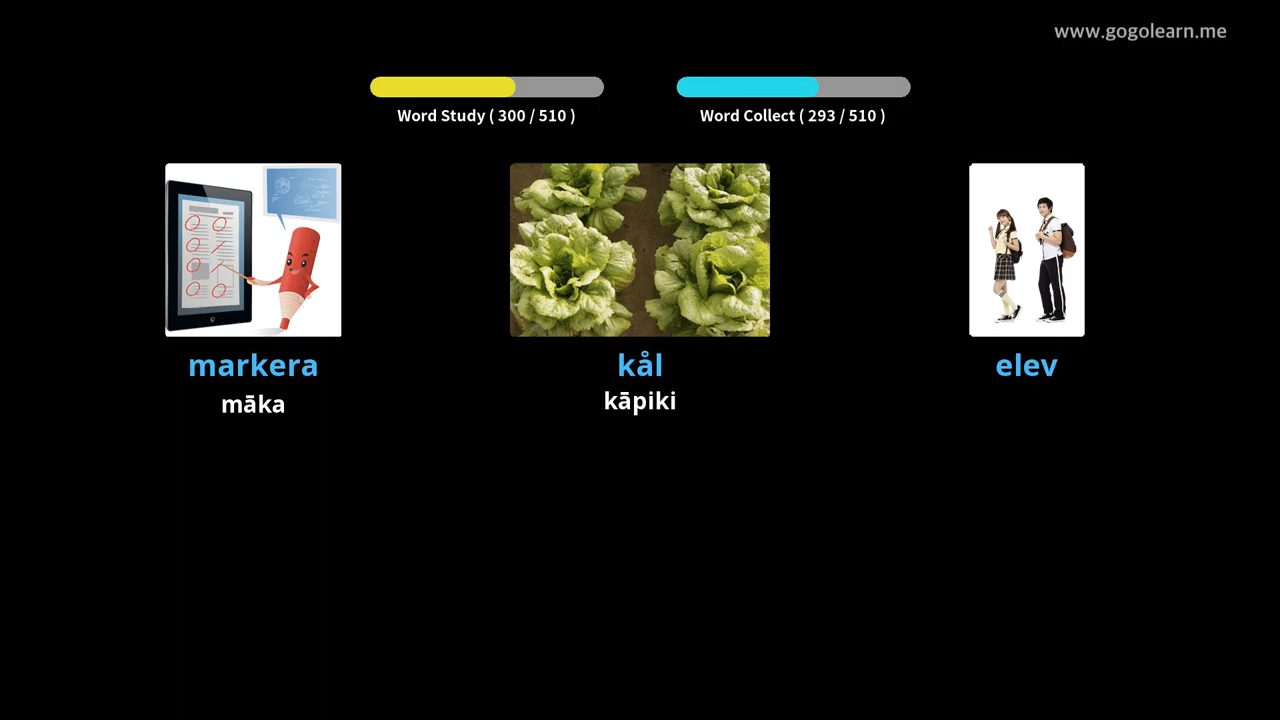 www.gogolearn.me
Word Study ( 300 / 510 )
Word Collect ( 293 / 510 )
markera
kål
elev
māka
kāpiki